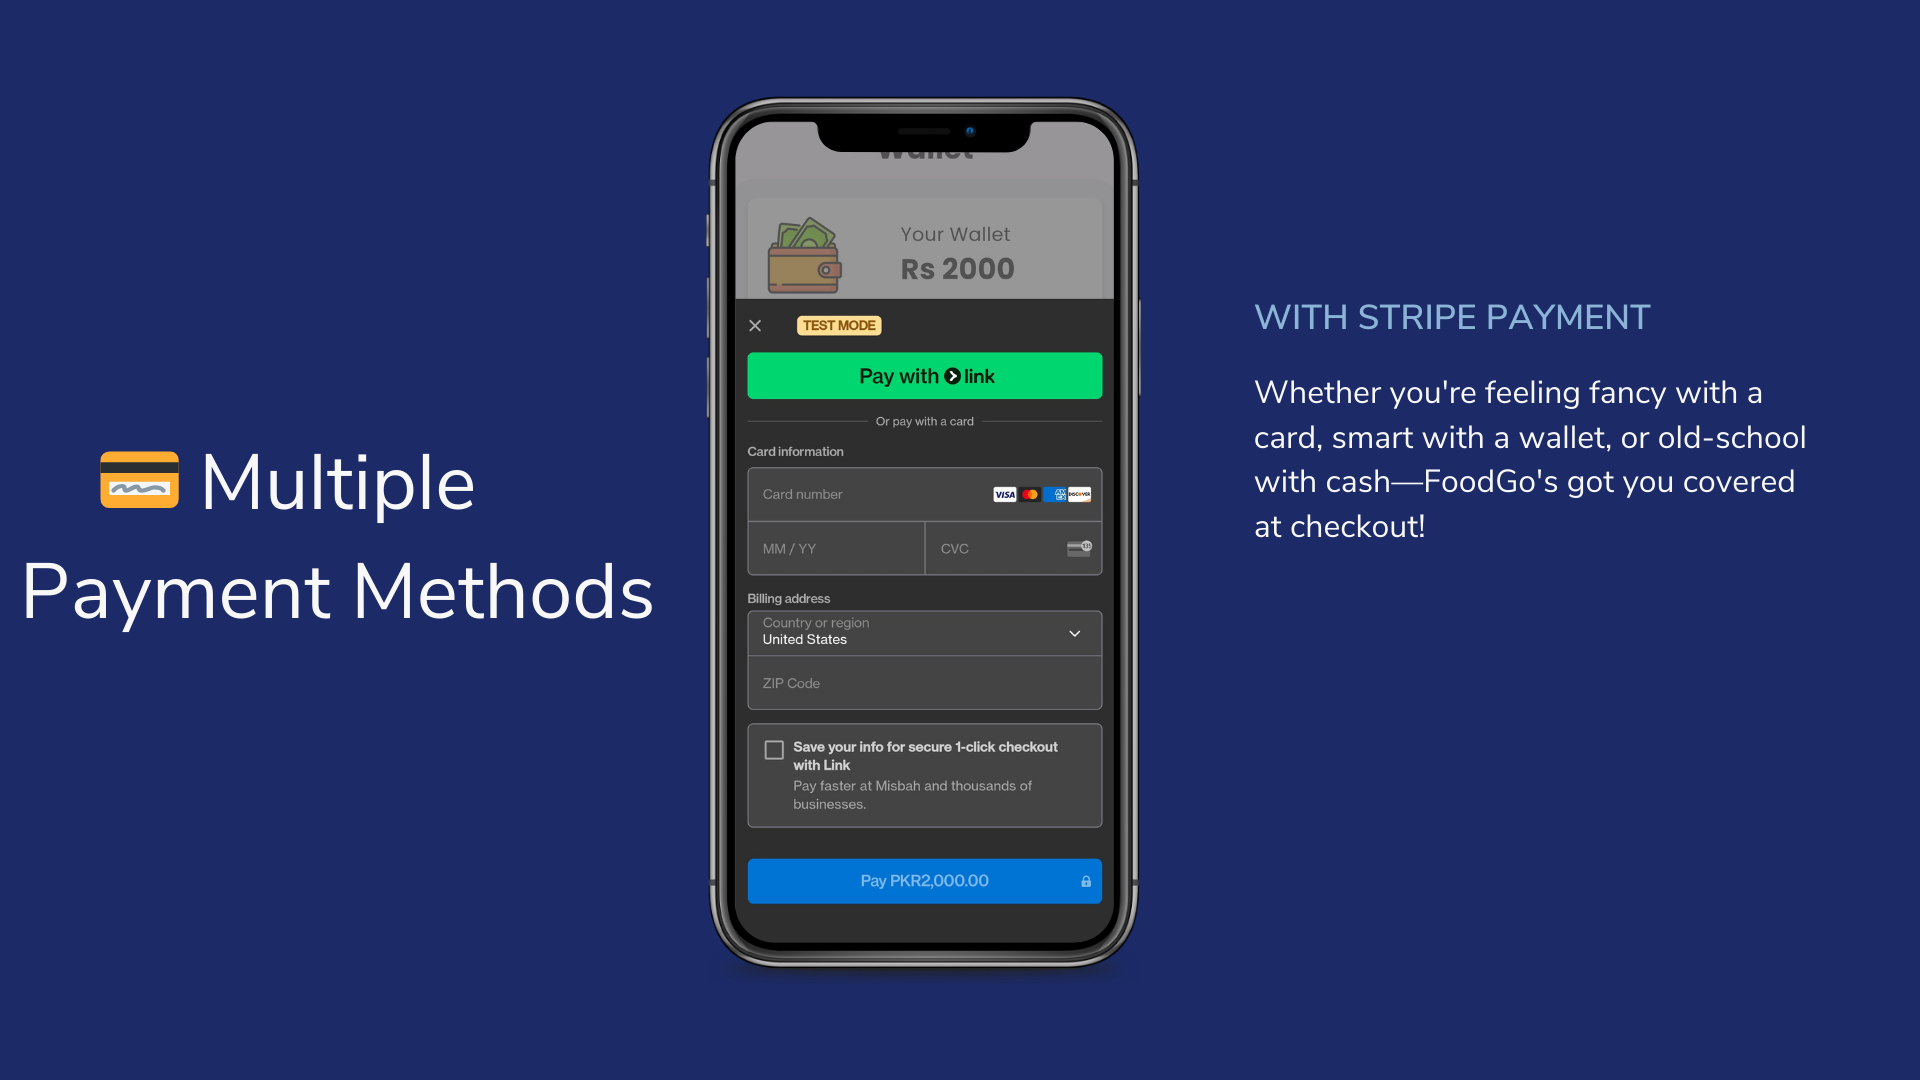 💳 Multiple
Payment Methods
Wallet
Your Wallet
Rs 2000
TEST MODE
Pay with link
Or pay with a card
Card information
Card number
VISA
DISCOVER
MM / YY
CVC
Billing address
Country or region
United States
ZIP Code
Save your info for secure 1-click checkout
with Link
Pay faster at Misbah and thousands of
businesses.
Pay PKR2,000.00
WITH STRIPE PAYMENT
Whether you're feeling fancy with a
card, smart with a wallet, or old-school
with cash—FoodGo's got you covered
at checkout!